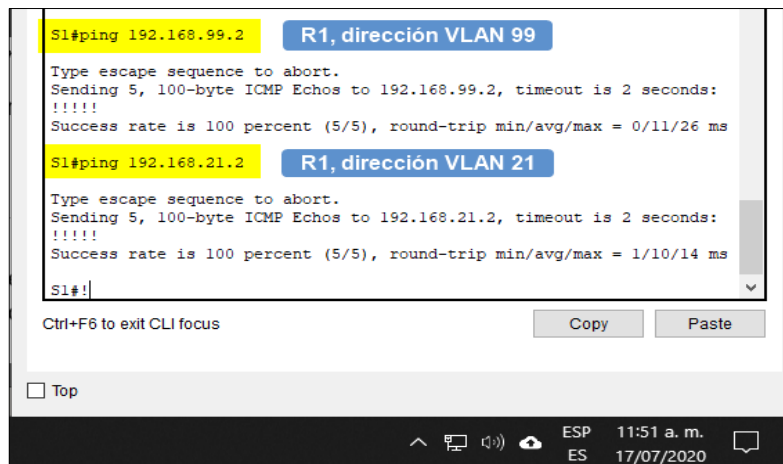 S1#ping 192.168.99.2 R1, dirección VLAN 99
Type escape sequence to abort.
Sending 5, 100-byte ICMP Echos to 192.168.99.2, timeout is 2 seconds:
!!!!!
Success rate is 100 percent (5/5), round-trip min/avg/max = 0/11/26 ms
S1#ping 192.168.21.2 R1, dirección VLAN 21
Type escape sequence to abort.
Sending 5, 100-byte ICMP Echos to 192.168.21.2, timeout is 2 seconds:
!!!!!
Success rate is 100 percent (5/5), round-trip min/avg/max = 1/10/14 ms
S1#!
Ctrl+F6 to exit CLI focus Copy Paste
Top
ESP 11:51 a. m.
ES 17/07/2020